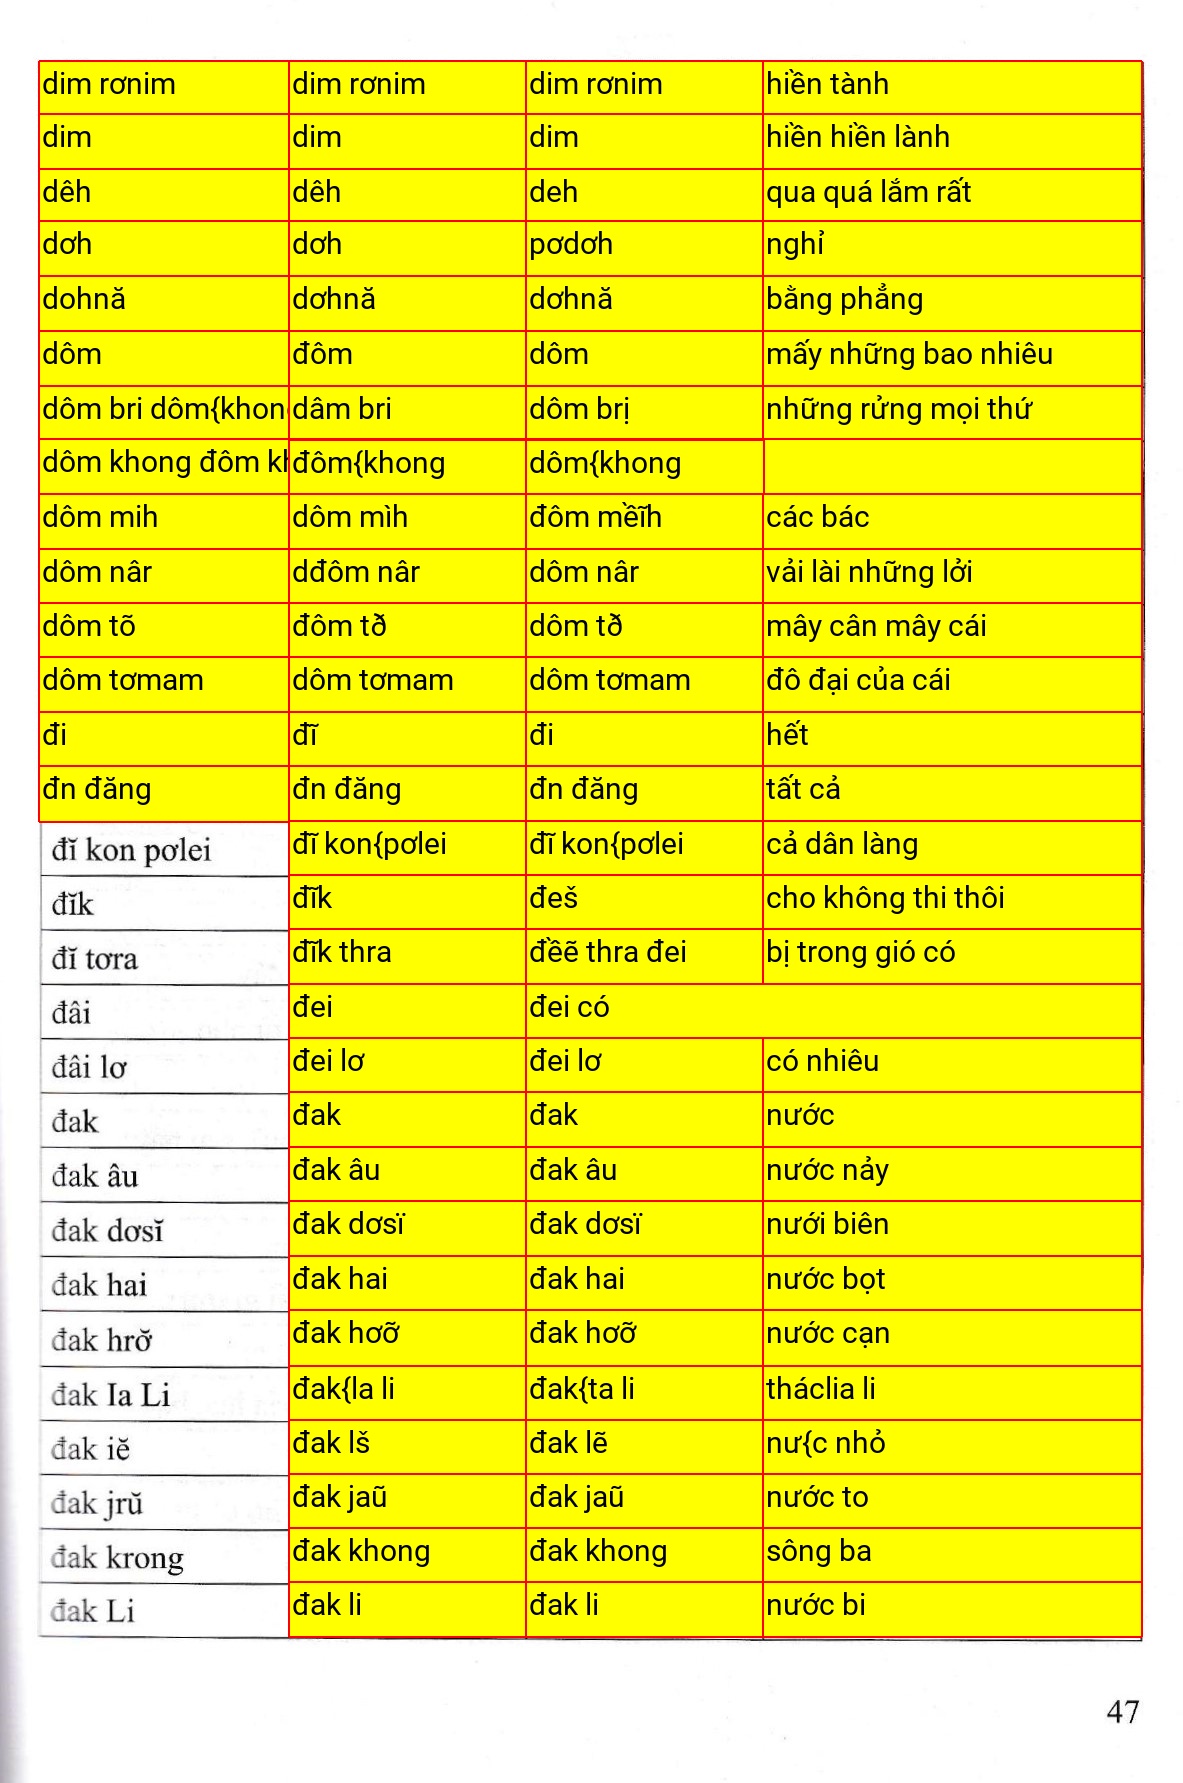 dim rơnim dim rơnim dim rơnim hiền tành
dim dim dim hiền hiền lành
dêh dêh deh qua quá lắm rất
dơh dơh pơdơh nghỉ
dohnă dơhnă dơhnă bằng phẳng
dôm đôm dôm mấy những bao nhiêu
dôm bri dôm{khon dâm bri dôm brị những rửng mọi thứ
dôm khong đôm kh đôm{khong dôm{khong
dôm mih dôm mìh đôm mềĩh các bác
dôm nâr dđôm nâr dôm nâr vải lài những lởi
dôm tõ đôm tð dôm tð mây cân mây cái
dôm tơmam dôm tơmam dôm tơmam đô đại của cái
đi đĩ đi hết
đn đăng đn đăng đn đăng tất cả
đĭ kon pơlei đĩ kon{pơlei đĩ kon{pơlei cả dân làng
đĭk đĩk đeš cho không thi thôi
đĭ tơra đĩk thra đềẽ thra đei bị trong gió có
đâi đei đei có
đâi lơ đei lơ đei lơ có nhiêu
đak đak đak nước
đak âu đak âu đak âu nước nảy
đak dơsĭ đak dơsï đak dơsï nưới biên
đak hai đak hai đak hai nước bọt
đak hrơ̆ đak hơỡ đak hơỡ nước cạn
đak Ia Li đak{la li đak{ta li tháclia li
đak iĕ đak lš đak lẽ nư{c nhỏ
đak jrŭ đak jaũ đak jaũ nước to
đak krong đak khong đak khong sông ba
đak Li đak li đak li nước bi
47